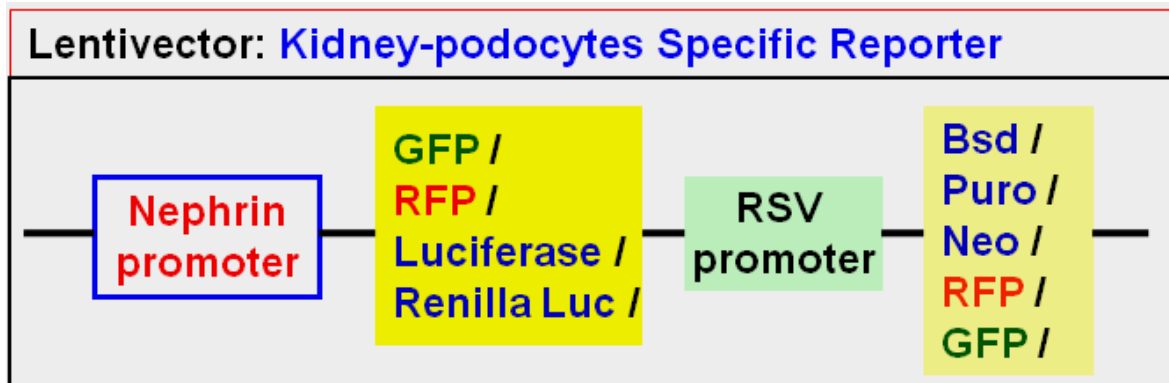 Lentivector: Kidney-podocytes Specific Reporter
Nephrin
promoter
GFP /
RFP /
Luciferase /
Renilla Luc /
RSV
promoter
Bsd /
Puro /
Neo /
RFP /
GFP /